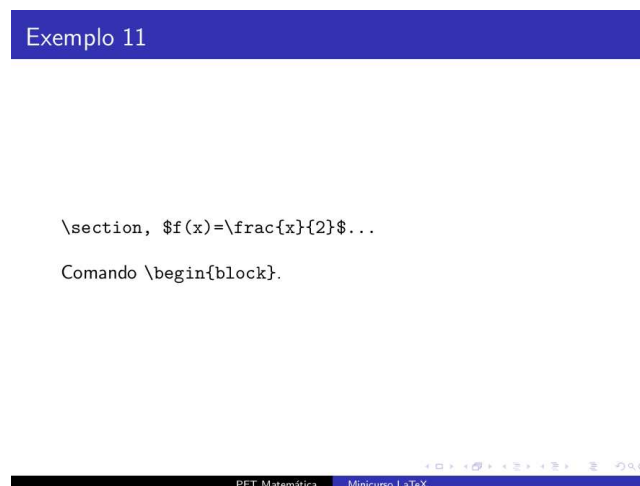 Exemplo 11
\section, $f(x)=\frac{x}{2}$...
Comando \begin{block}.
PET Matemática Minicurso LaTeX